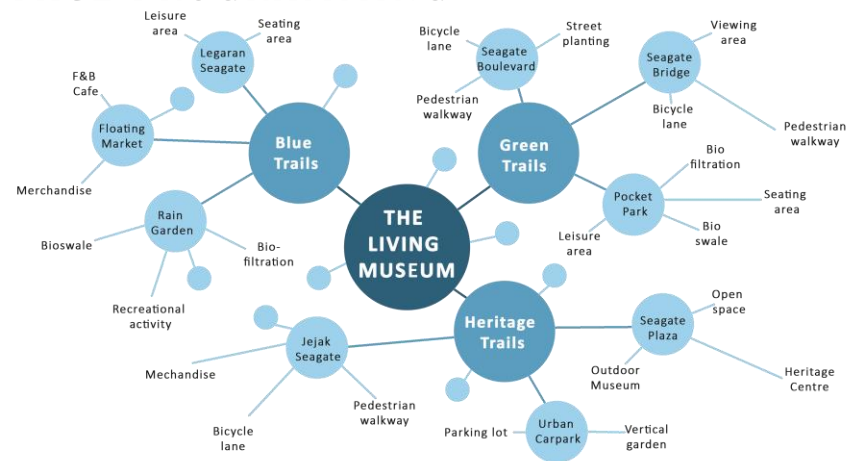 Leisure
area
Seating
area
Legaran
Seagate
F&B
Cafe
Floating
Market
Merchandise
Blue
Trails
Rain
Garden
Bioswale
Bio-
filtration
Recreational
activity
Bicycle
lane
Street
planting
Seagate
Boulevard
Pedestrian
walkway
Viewing
area
Seagate
Bridge
Bicycle
lane
Pedestrian
walkway
Green
Trails
Bio
filtration
Pocket
Park
Seating
area
Leisure
area
Bio
swale
THE
LIVING
MUSEUM
Heritage
Trails
Jejak
Seagate
Mechandise
Bicycle
lane
Pedestrian
walkway
Open
space
Seagate
Plaza
Outdoor
Museum
Heritage
Centre
Urban
Carpark
Parking lot
Vertical
garden